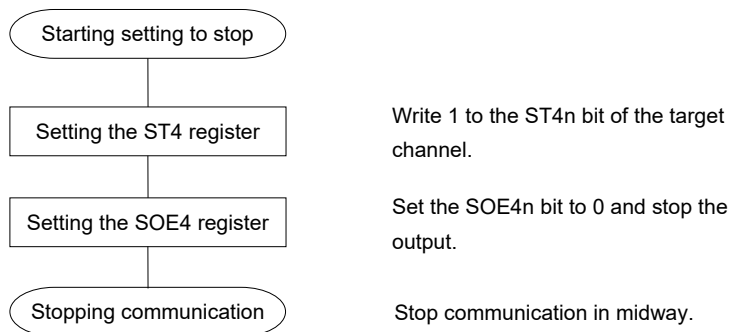 Starting setting to stop
Setting the ST4 register
Write 1 to the ST4n bit of the target
channel.
Setting the SOE4 register
Set the SOE4n bit to 0 and stop the
output.
Stopping communication
Stop communication in midway.